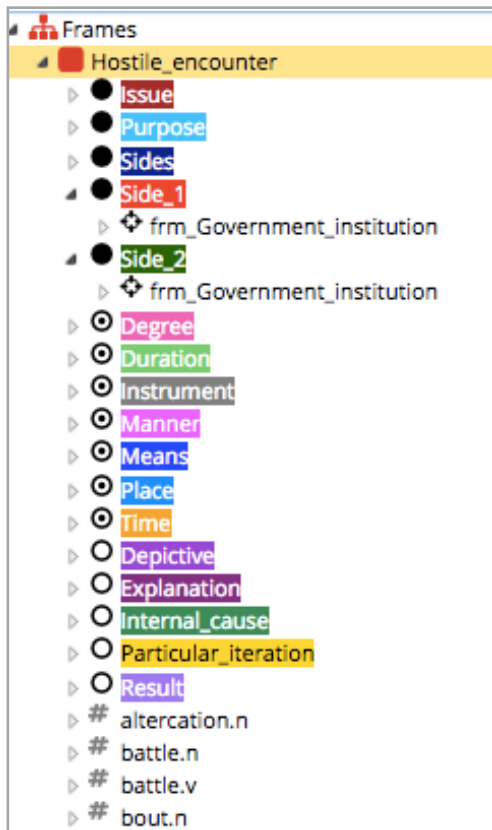 Frames
Hostile_encounter
Issue
Purpose
Sides
Side_1
frm_Government_institution
Side_2
frm_Government_institution
Degree
Duration
Instrument
Manner
Means
Place
Time
Depictive
Explanation
Internal_cause
Particular_iteration
Result
# altercation.n
# battle.n
# battle.v
# bout.n